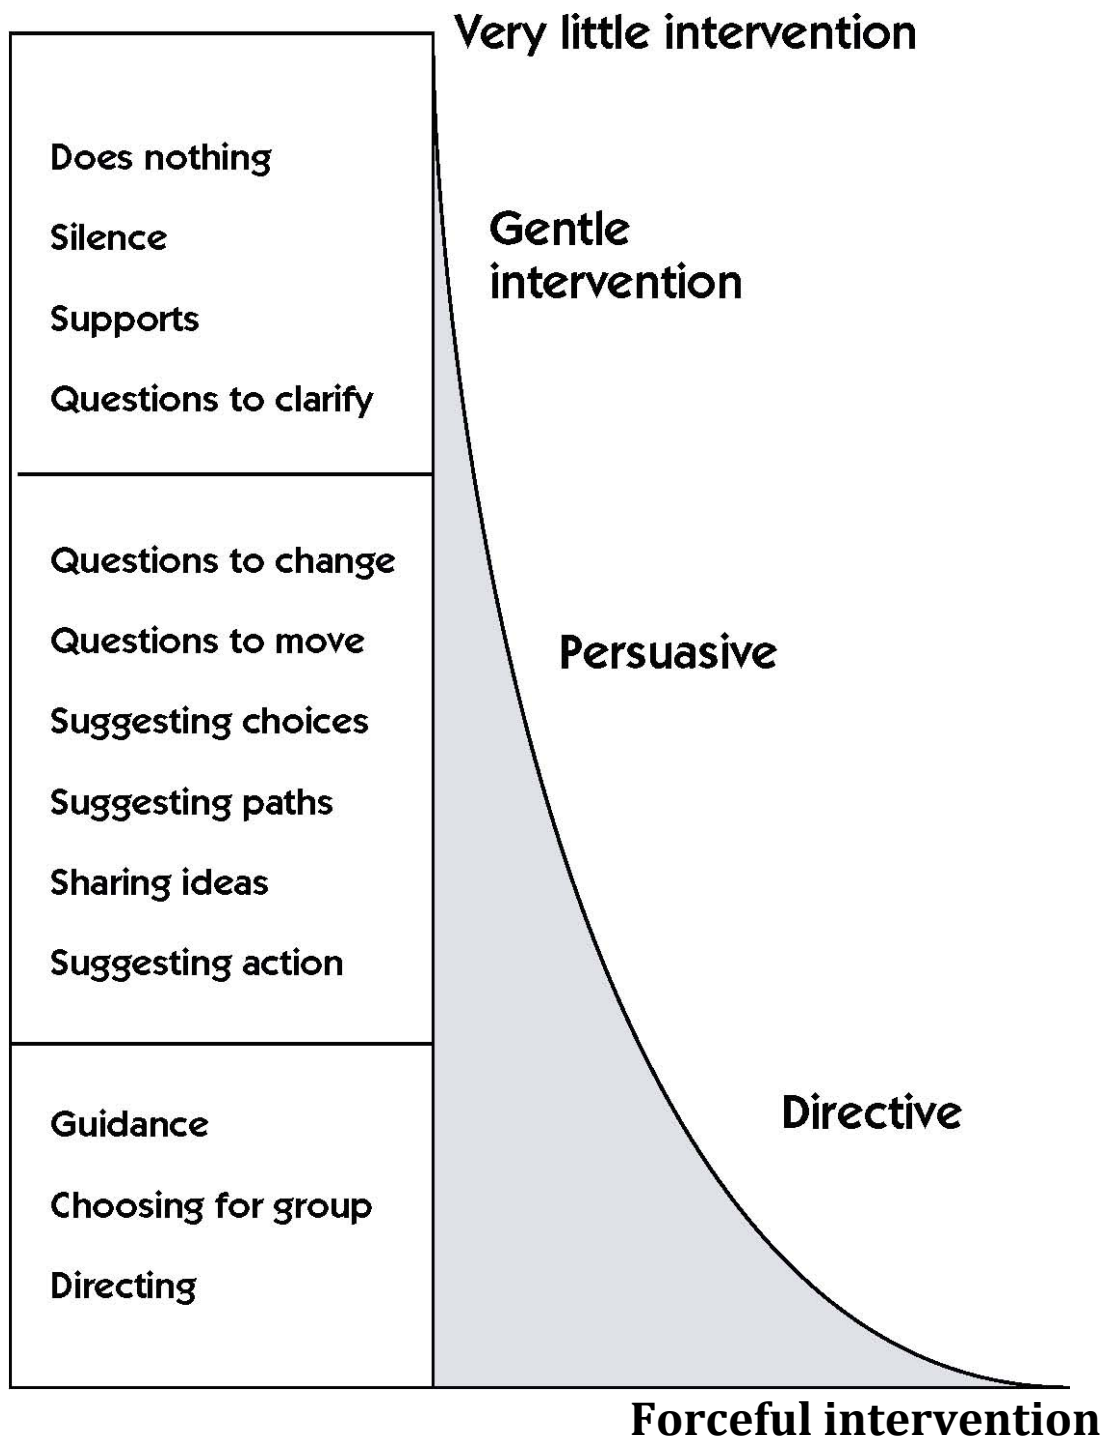 Very little intervention
Does nothing
Silence
Supports
Questions to clarify
Gentle
intervention
Questions to change
Questions to move
Suggesting choices
Suggesting paths
Sharing ideas
Suggesting action
Persuasive
Guidance
Choosing for group
Directing
Directive
Forceful intervention